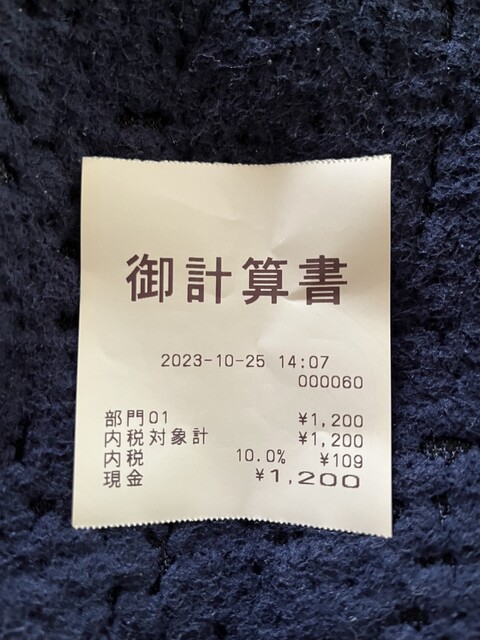 御計算書
2023-10-25 14:07
000060
部門01 ¥1,200
内税対象計 ¥1,200
内税 10.0% ¥109
現金 ¥1,200